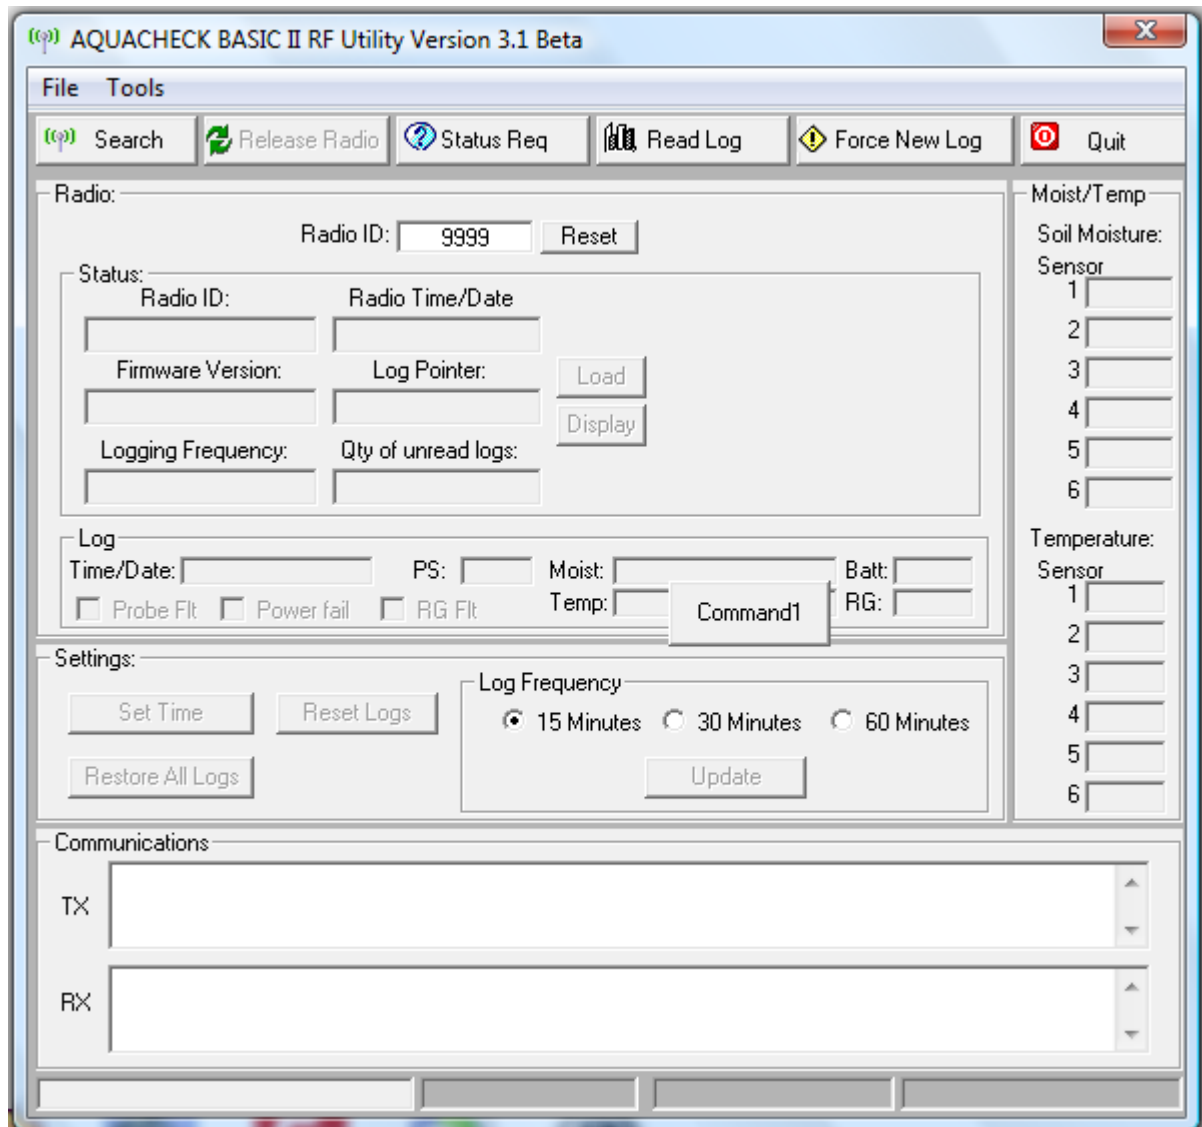 AQUACHECK BASIC II RF Utility Version 3.1 Beta
File Tools
Search Release Radio Status Req Read Log Force New Log Quit
Radio:
Radio ID: 9999 Reset
Status:
Radio ID: Radio Time/Date
Firmware Version: Log Pointer:
Load
Display
Logging Frequency: Qty of unread logs:
Log
Time/Date: PS: Moist: Batt:
Probe Flt Power fail RG Flt Temp: Command1 RG:
Moist/Temp
Soil Moisture:
Sensor
1
2
3
4
5
6
Temperature:
Sensor
1
2
3
4
5
6
Settings:
Set Time Reset Logs
Restore All Logs
Log Frequency
15 Minutes 30 Minutes 60 Minutes
Update
Communications
TX
RX